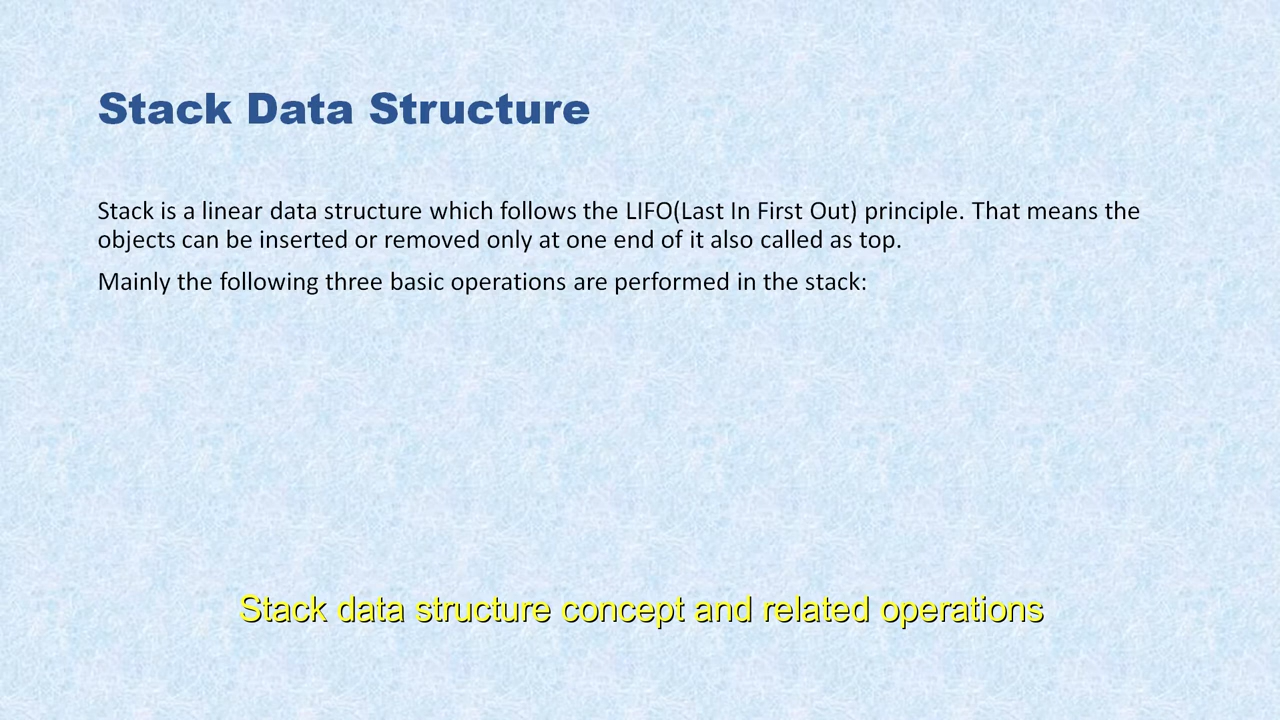 Stack Data Structure
Stack is a linear data structure which follows the LIFO(Last In First Out) principle. That means the
objects can be inserted or removed only at one end of it also called as top.
Mainly the following three basic operations are performed in the stack:
Stack data structure concept and related operations